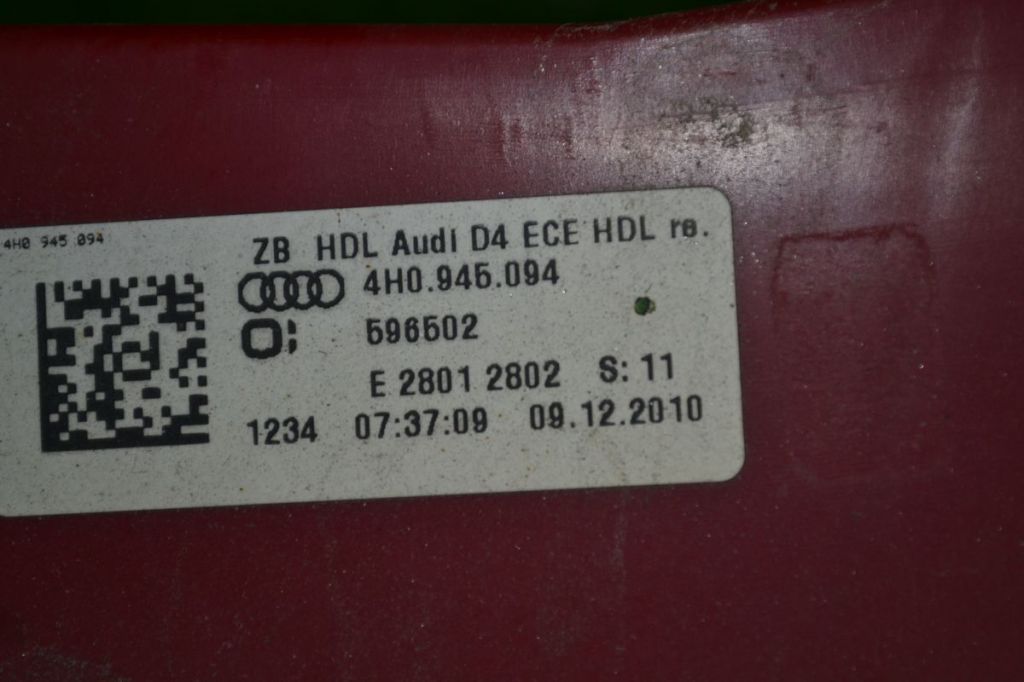 4H0 945 094
ZB HDL Audi D4 ECE HDL re.
4H0.945.094
596502
E 2801 2802 S: 11
1234 07:37:09 09.12.2010